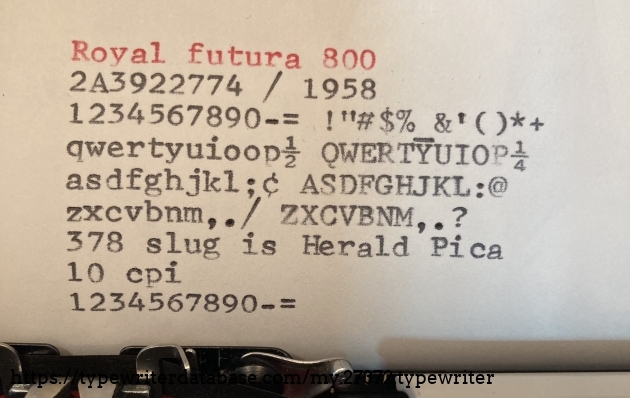 Royal futura 800
2A3922774 / 1958
1234567890-= !"#$%_&'()*+
qwertyuioop½ QWERTYUIOP¼
asdfghjkl;¢ ASDFGHJKL:@
zxcvbnm,./ ZXCVBNM,.?
378 slug is Herald Pica
10 cpi
1234567890-=